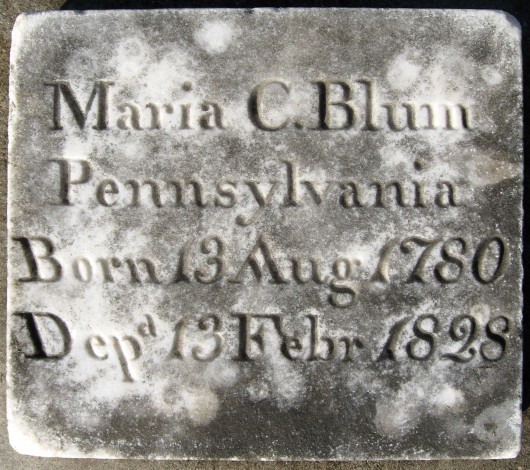 Maria C. Blum
Pennsylvania
Born 13 Aug 1780
Depᵈ 13 Febr 1828